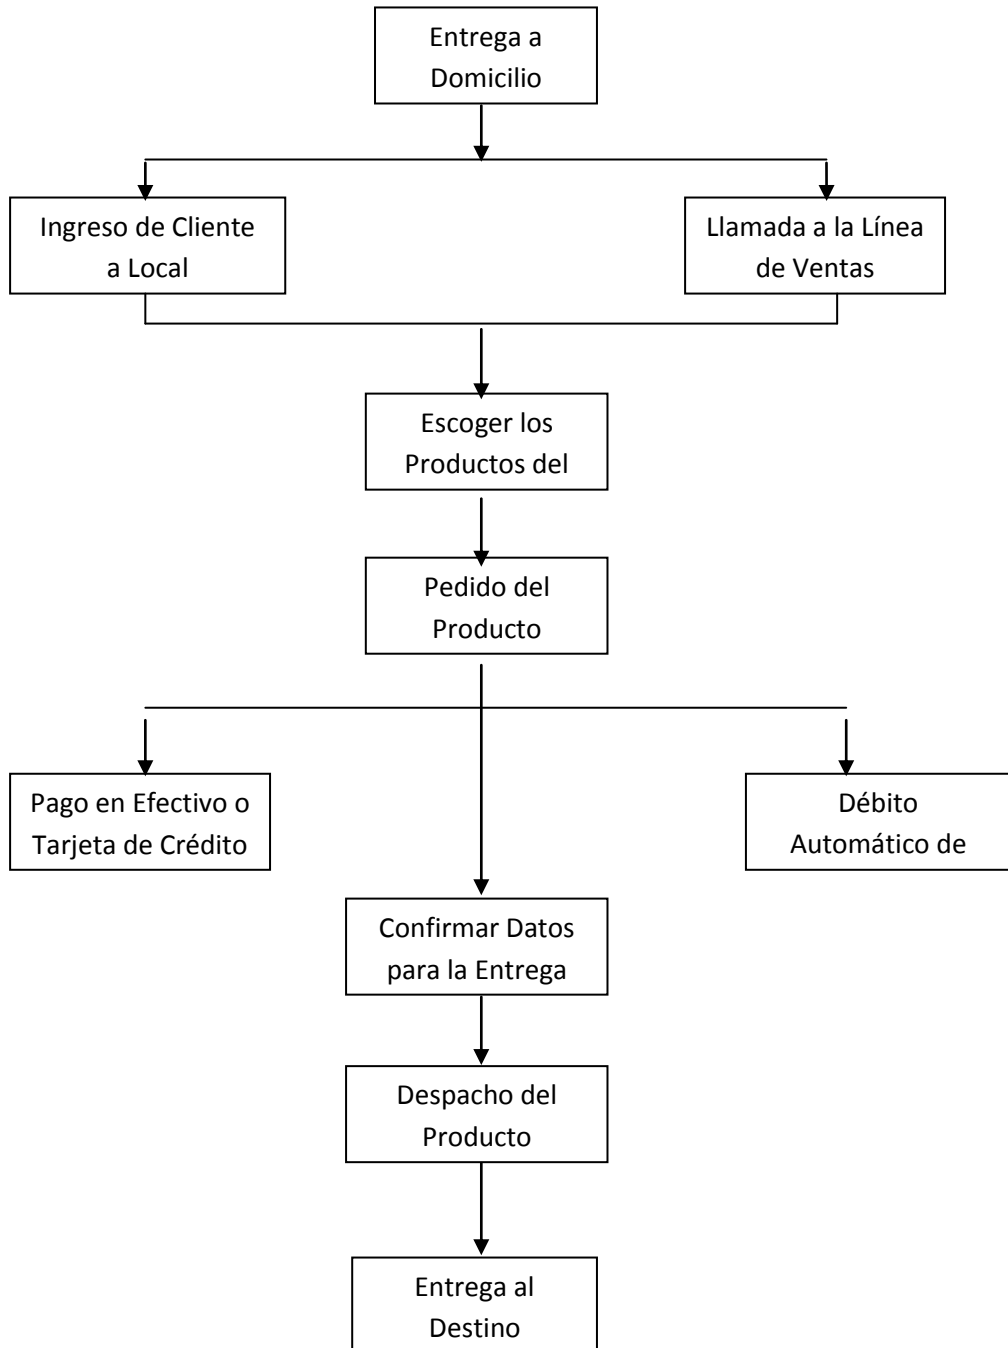 Entrega a
Domicilio
Ingreso de Cliente
a Local
Llamada a la Línea
de Ventas
Escoger los
Productos del
Pedido del
Producto
Pago en Efectivo o
Tarjeta de Crédito
Débito
Automático de
Confirmar Datos
para la Entrega
Despacho del
Producto
Entrega al
Destino